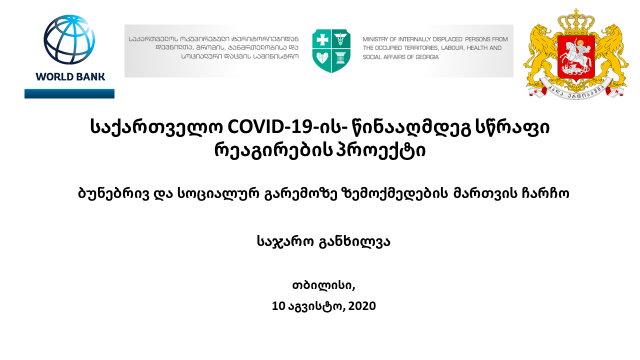 WORLD BANK
საქართველოს ოკუპირებული ტერიტორიებიდან
დევნილთა, შრომის, ჯანმრთელობისა და
სოციალური დაცვის სამინისტრო
MINISTRY OF INTERNALLY DISPLACED PERSONS FROM
THE OCCUPIED TERRITORIES, LABOUR, HEALTH AND
SOCIAL AFFAIRS OF GEORGIA
საქართველო COVID-19-ის- წინააღმდეგ სწრაფი
რეაგირების პროექტი
ბუნებრივ და სოციალურ გარემოზე ზემოქმედების მართვის ჩარჩო
საჯარო განხილვა
თბილისი,
10 აგვისტო, 2020